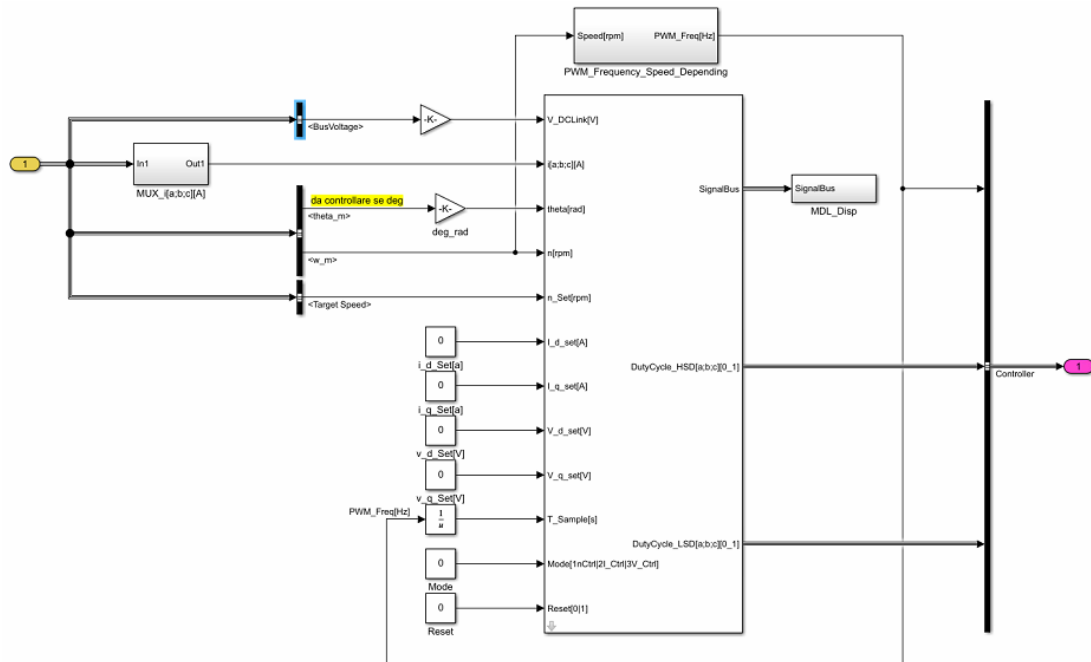 Speed[rpm]
PWM_Freq[Hz]
PWM_Frequency_Speed_Depending
<BusVoltage>
-K-
V_DCLink[V]
1
In1
Out1
MUX_i[a;b;c][A]
i[a;b;c][A]
da controllare se deg
<theta_m>
-K-
deg_rad
theta[rad]
<w_m>
n[rpm]
<Target Speed>
n_Set[rpm]
SignalBus
SignalBus
MDL_Disp
0
i_d_Set[a]
I_d_set[A]
0
i_q_Set[a]
I_q_set[A]
0
v_d_Set[V]
V_d_set[V]
0
v_q_Set[V]
V_q_set[V]
PWM_Freq[Hz]
1
u
T_Sample[s]
0
Mode
Mode[1nCtrl|2I_Ctrl|3V_Ctrl]
0
Reset
Reset[0|1]
DutyCycle_HSD[a;b;c][0_1]
DutyCycle_LSD[a;b;c][0_1]
Controller
1